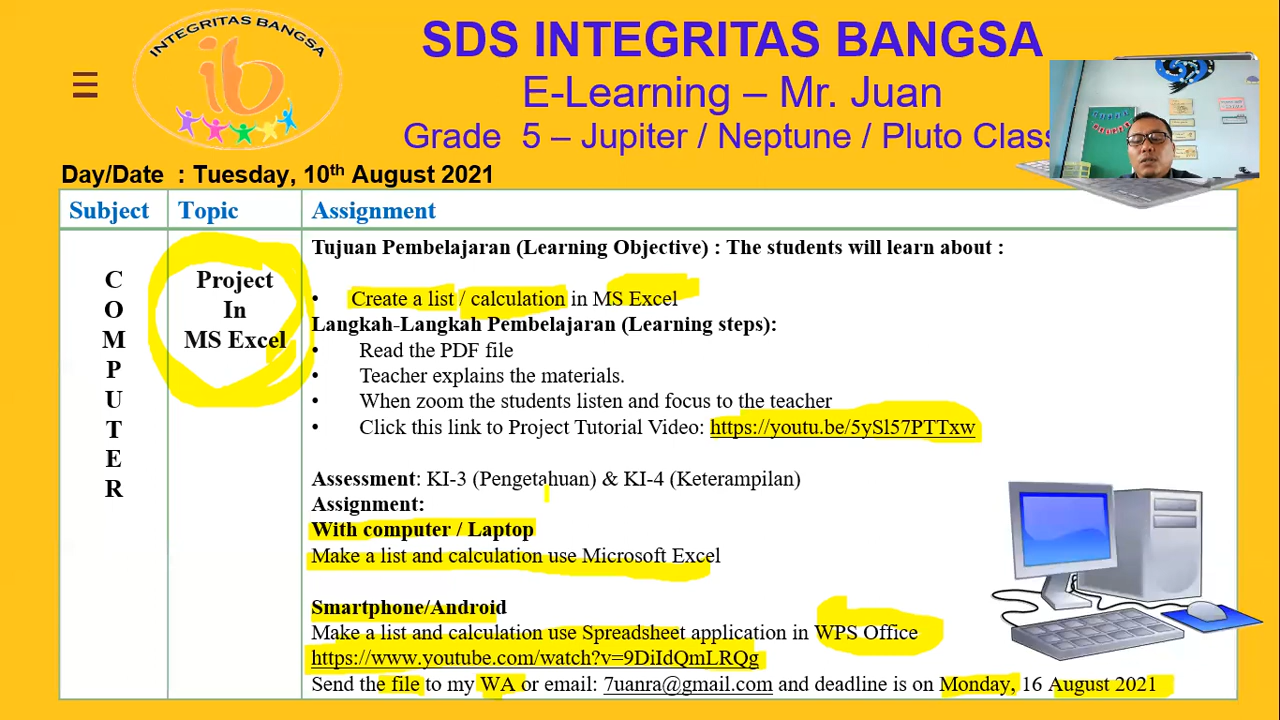 INTEGRITAS BANGSA
ib
SDS INTEGRITAS BANGSA
E-Learning – Mr. Juan
Grade 5 – Jupiter / Neptune / Pluto Class
Day/Date : Tuesday, 10th August 2021
Subject Topic Assignment
COMPUTER
Project
In
MS Excel
Tujuan Pembelajaran (Learning Objective) : The students will learn about :
• Create a list / calculation in MS Excel
Langkah-Langkah Pembelajaran (Learning steps):
• Read the PDF file
• Teacher explains the materials.
• When zoom the students listen and focus to the teacher
• Click this link to Project Tutorial Video: https://youtu.be/5ySl57PTTxw
Assessment: KI-3 (Pengetahuan) & KI-4 (Keterampilan)
Assignment:
With computer / Laptop
Make a list and calculation use Microsoft Excel
Smartphone/Android
Make a list and calculation use Spreadsheet application in WPS Office
https://www.youtube.com/watch?v=9DiIdQmLRQg
Send the file to my WA or email: 7uanra@gmail.com and deadline is on Monday, 16 August 2021